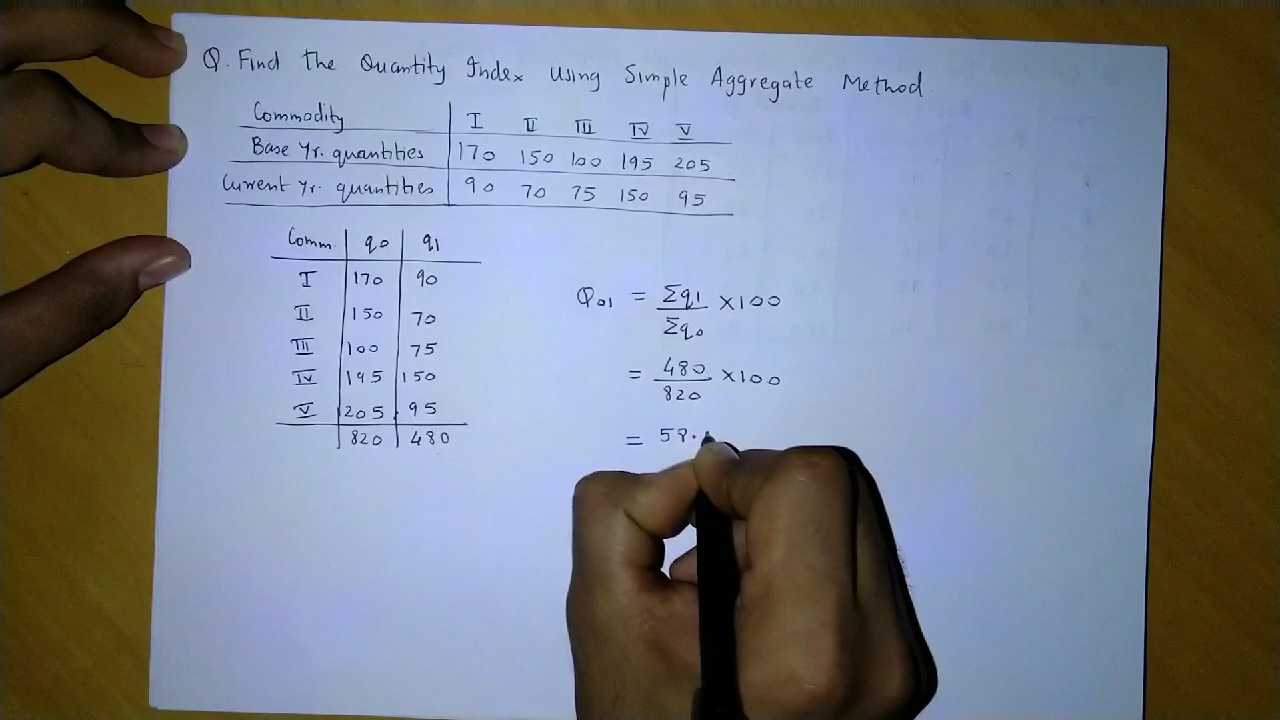 Q. Find the Quantity Index Using Simple Aggregate Method.
Commodity I II III IV V
Base Yr. quantities 170 150 100 195 205
Current Yr. quantities 90 70 75 150 95
Comm. q0 q1
I 170 90
II 150 70
III 100 75
IV 195 150
V 205 95
820 480
Q01 = Σq1/Σq0 ×100
= 480/820 ×100
= 58.